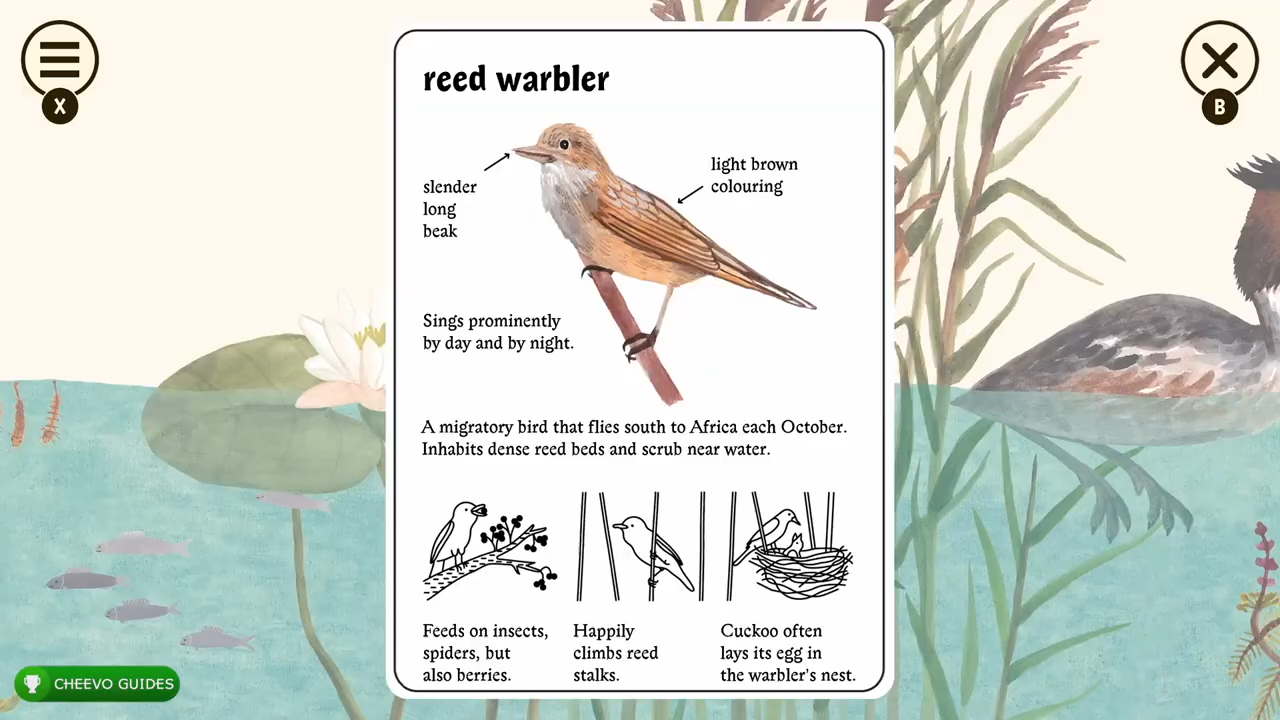 reed warbler
light brown
colouring
slender
long
beak
Sings prominently
by day and by night.
A migratory bird that flies south to Africa each October.
Inhabits dense reed beds and scrub near water.
Feeds on insects,
spiders, but
also berries.
Happily
climbs reed
stalks.
Cuckoo often
lays its egg in
the warbler's nest.
X
B
CHEEVO GUIDES